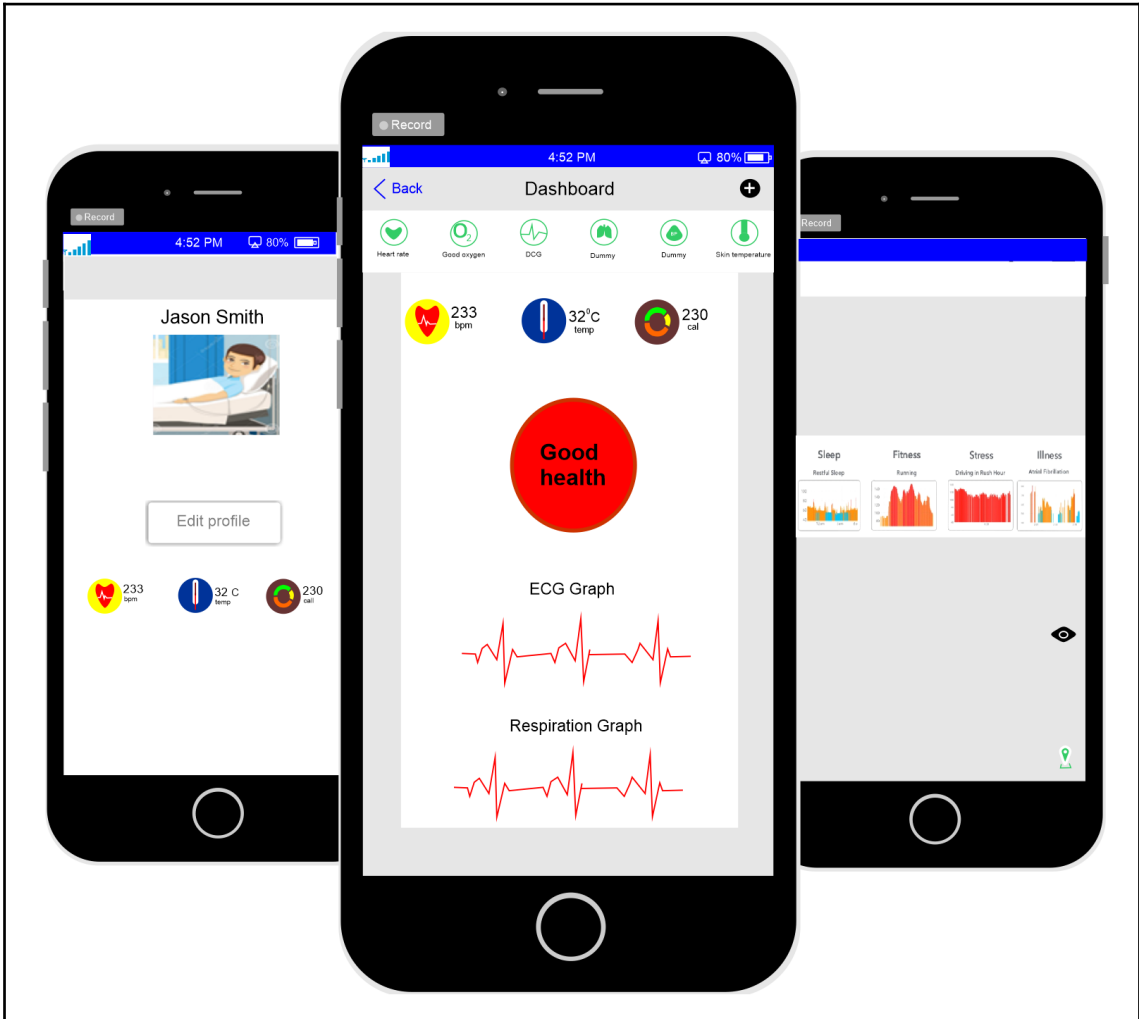 Record
4:52 PM 80%
Jason Smith
Edit profile
233
bpm
32 C
temp
230
call
Record
4:52 PM 80%
Back Dashboard
Heart rate Good oxygen DCG Dummy Dummy Skin temperature
233
bpm
32⁰C
temp
230
cal
Good
health
ECG Graph
Respiration Graph
Record
Sleep Fitness Stress Illness
Restful Sleep Running Driving in Rush Hour Atrial Fibrillation